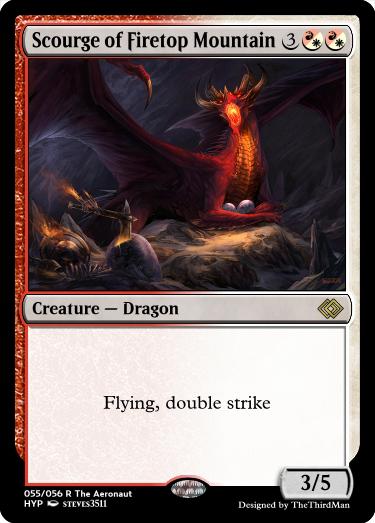 Scourge of Firetop Mountain 3
Creature — Dragon
Flying, double strike
3/5
055/056 R The Aeronaut
HYP STEVES3511
Designed by TheThirdMan